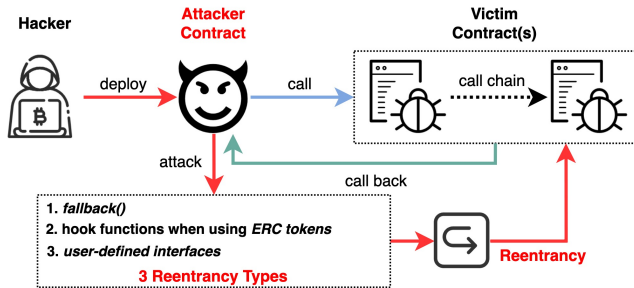 Hacker
Attacker
Contract
Victim
Contract(s)
deploy
call
call chain
attack
call back
1. fallback()
2. hook functions when using ERC tokens
3. user-defined interfaces
3 Reentrancy Types
Reentrancy